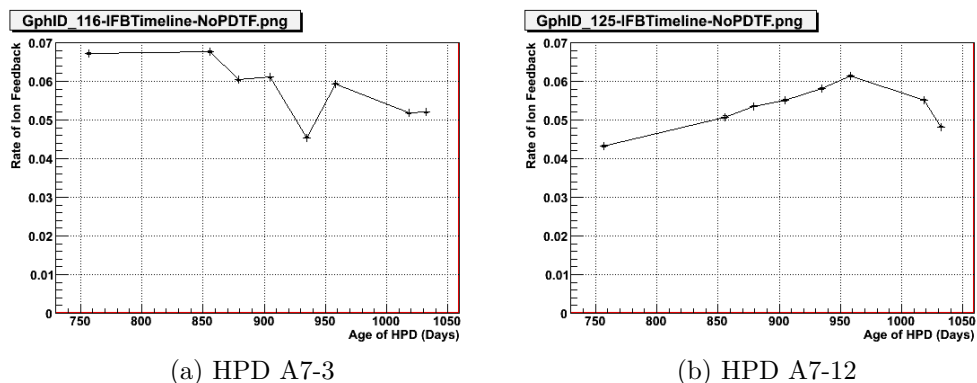 GphID_116-IFBTimeline-NoPDTF.png
Rate of Ion Feedback
0.07
0.06
0.05
0.04
0.03
0.02
0.01
0
750 800 850 900 950 1000 1050
Age of HPD (Days)
(a) HPD A7-3
GphID_125-IFBTimeline-NoPDTF.png
Rate of Ion Feedback
0.07
0.06
0.05
0.04
0.03
0.02
0.01
0
750 800 850 900 950 1000 1050
Age of HPD (Days)
(b) HPD A7-12